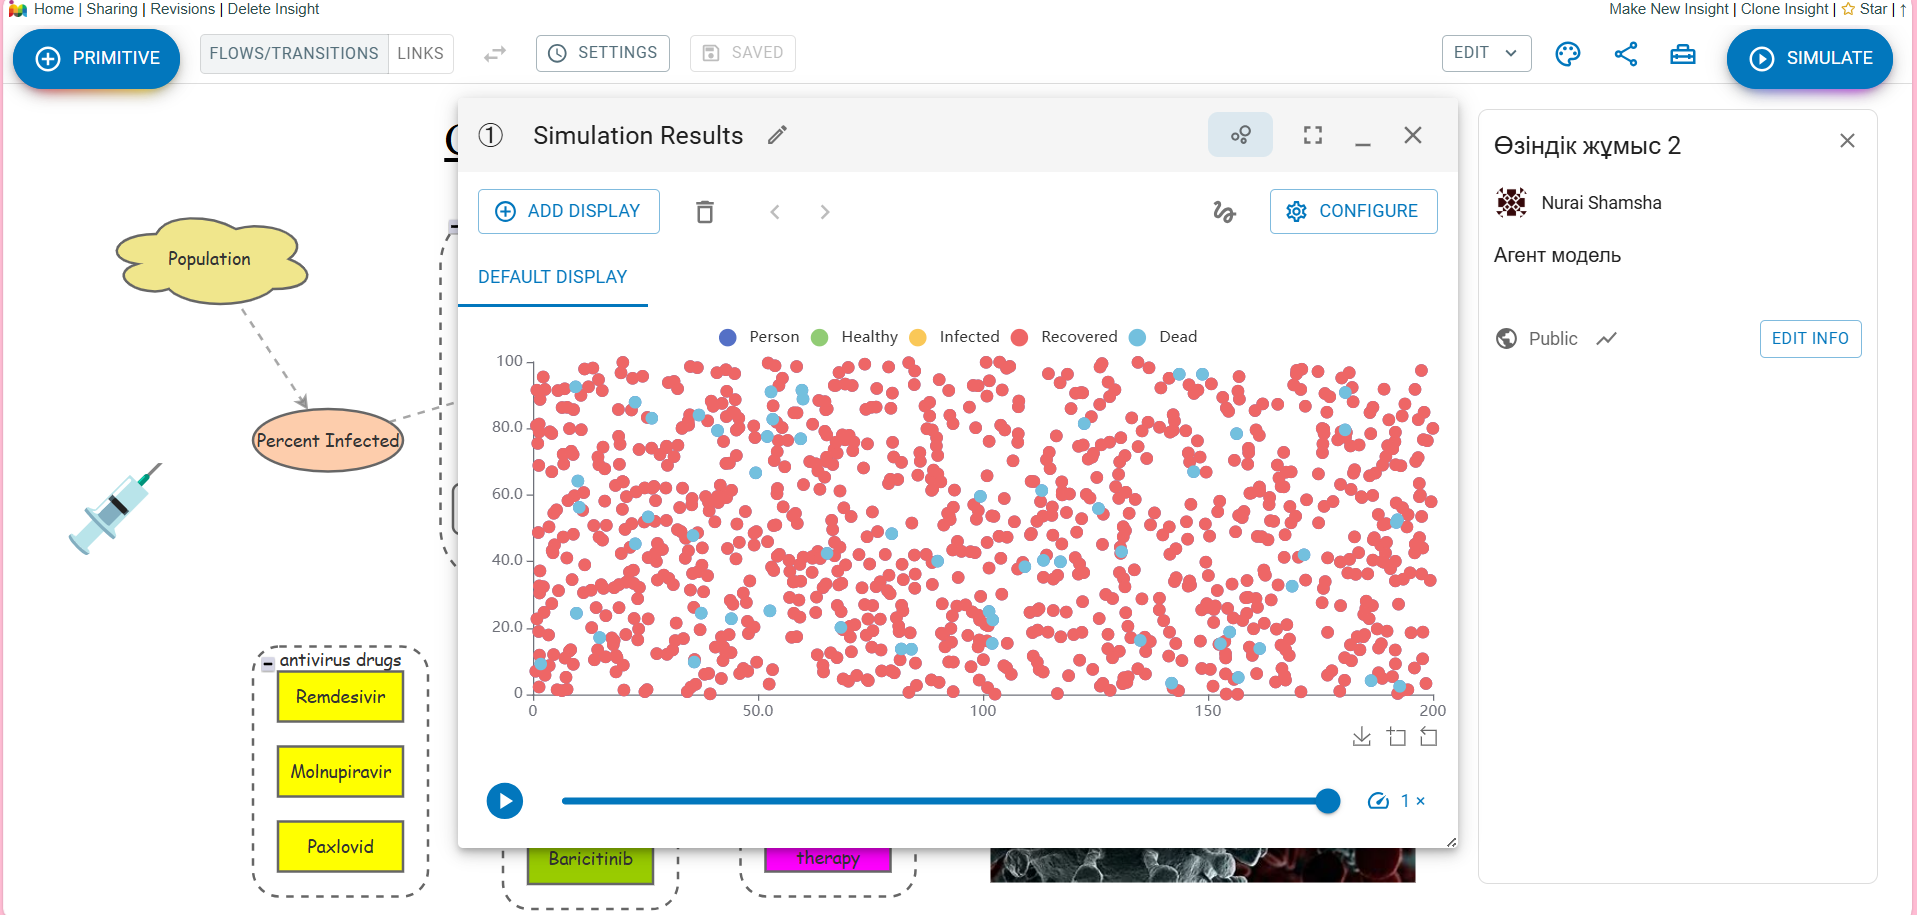 Home | Sharing | Revisions | Delete Insight
Make New Insight | Clone Insight | Star | ↑
PRIMITIVE
FLOWS/TRANSITIONS
LINKS
SETTINGS
SAVED
EDIT
SIMULATE
① Simulation Results
ADD DISPLAY
CONFIGURE
DEFAULT DISPLAY
Person Healthy Infected Recovered Dead
100
80.0
60.0
40.0
20.0
0
0 50.0 100 150 200
1 ×
Өзіндік жұмыс 2
Nurai Shamsha
Агент модель
Public
EDIT INFO
Population
Percent Infected
antivirus drugs
Remdesivir
Molnupiravir
Paxlovid
Baricitinib
therapy